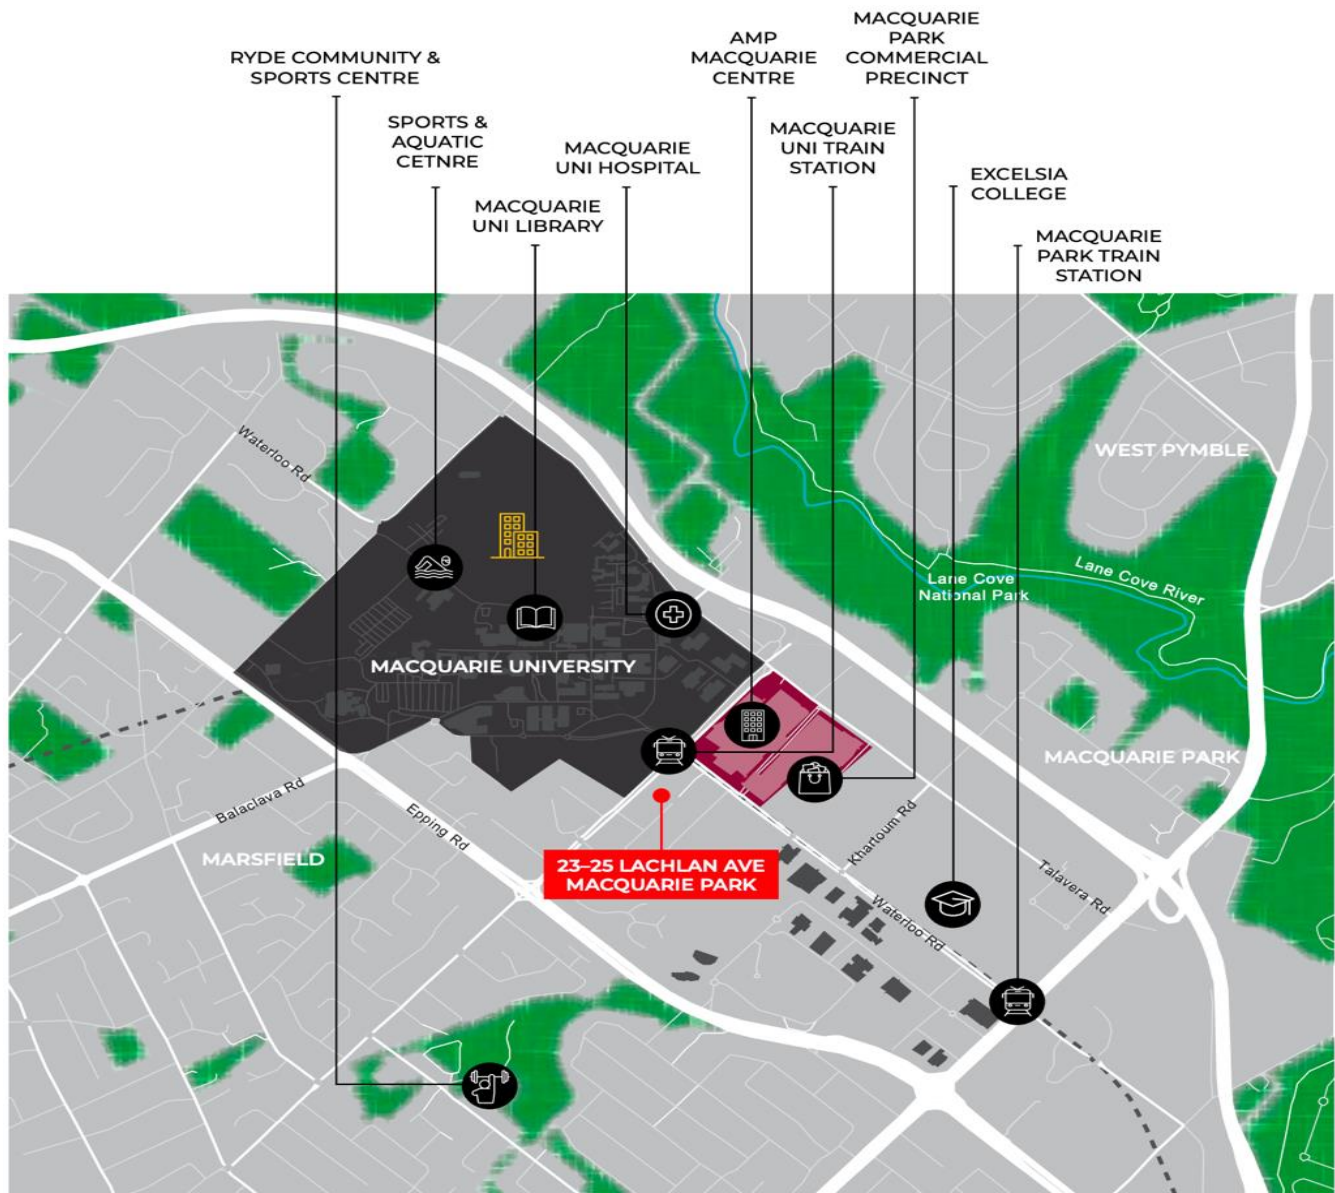 MACQUARIE
PARK
COMMERCIAL
PRECINCT
AMP
MACQUARIE
CENTRE
RYDE COMMUNITY &
SPORTS CENTRE
SPORTS &
AQUATIC
CETNRE
MACQUARIE
UNI TRAIN
STATION
MACQUARIE
UNI HOSPITAL
EXCELSIA
COLLEGE
MACQUARIE
UNI LIBRARY
MACQUARIE
PARK TRAIN
STATION
Waterloo Rd
WEST PYMBLE
Lane Cove
National Park
Lane Cove River
MACQUARIE UNIVERSITY
MACQUARIE PARK
Balaclava Rd
Epping Rd
Khartoum Rd
MARSFIELD
23–25 LACHLAN AVE
MACQUARIE PARK
Talavera Rd
Waterloo Rd